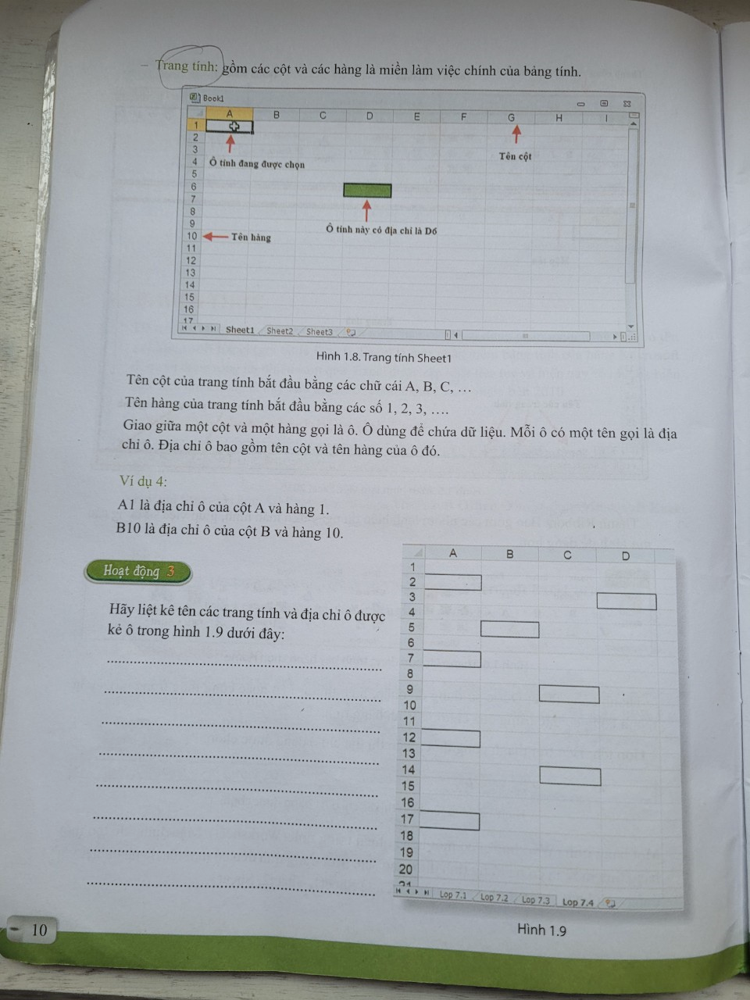 – Trang tính: gồm các cột và các hàng là miền làm việc chính của bảng tính.
Book1
A B C D E F G H I
1
2
3
4
5
6
7
8
9
10
11
12
13
14
15
16
17
Ô tính đang được chọn
Tên cột
Ô tính này có địa chỉ là D6
Tên hàng
Sheet1 Sheet2 Sheet3
Hình 1.8. Trang tính Sheet1
Tên cột của trang tính bắt đầu bằng các chữ cái A, B, C, …
Tên hàng của trang tính bắt đầu bằng các số 1, 2, 3, ….
Giao giữa một cột và một hàng gọi là ô. Ô dùng để chứa dữ liệu. Mỗi ô có một tên gọi là địa
chỉ ô. Địa chỉ ô bao gồm tên cột và tên hàng của ô đó.
Ví dụ 4:
A1 là địa chỉ ô của cột A và hàng 1.
B10 là địa chỉ ô của cột B và hàng 10.
Hoạt động 3
Hãy liệt kê tên các trang tính và địa chỉ ô được
kẻ ô trong hình 1.9 dưới đây:
A B C D
1
2
3
4
5
6
7
8
9
10
11
12
13
14
15
16
17
18
19
20
21
Lop 7.1 Lop 7.2 Lop 7.3 Lop 7.4
Hình 1.9
10